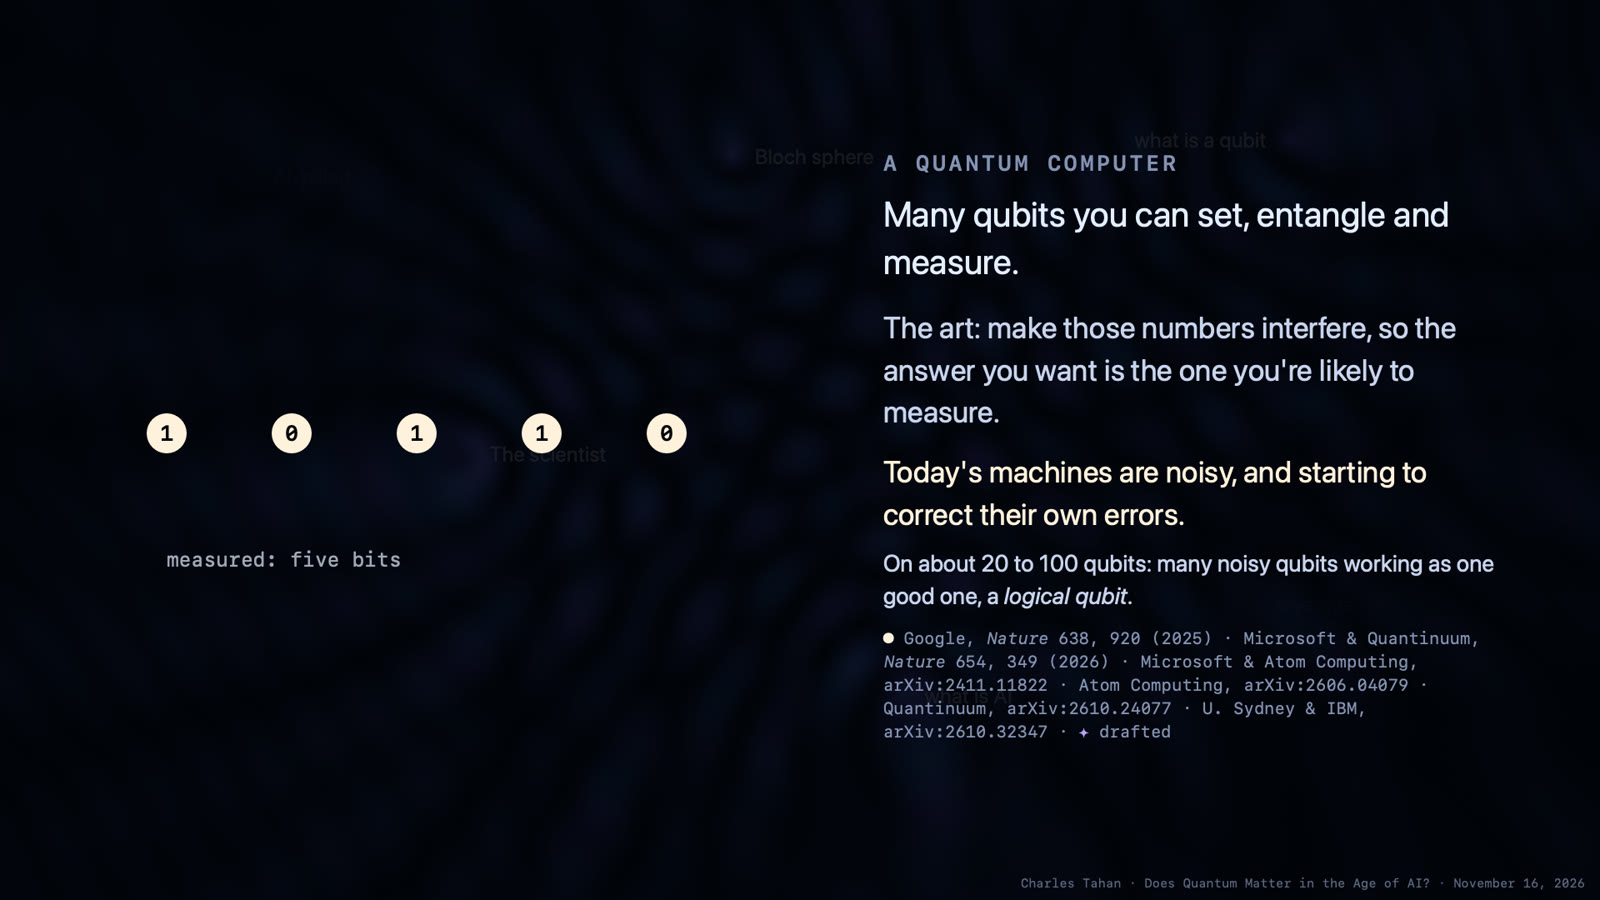 Bloch sphere
what is a qubit
A QUANTUM COMPUTER
Many qubits you can set, entangle and
measure.
The art: make those numbers interfere, so the
answer you want is the one you're likely to
measure.
1 0 1 1 0
The scientist
measured: five bits
Today's machines are noisy, and starting to
correct their own errors.
On about 20 to 100 qubits: many noisy qubits working as one
good one, a logical qubit.
Google, Nature 638, 920 (2025) · Microsoft & Quantinuum,
Nature 654, 349 (2026) · Microsoft & Atom Computing,
arXiv:2411.11822 · Atom Computing, arXiv:2606.04079 ·
what is AI
Quantinuum, arXiv:2610.24077 · U. Sydney & IBM,
arXiv:2610.32347 · ✦ drafted
Charles Tahan · Does Quantum Matter in the Age of AI? · November 16, 2026